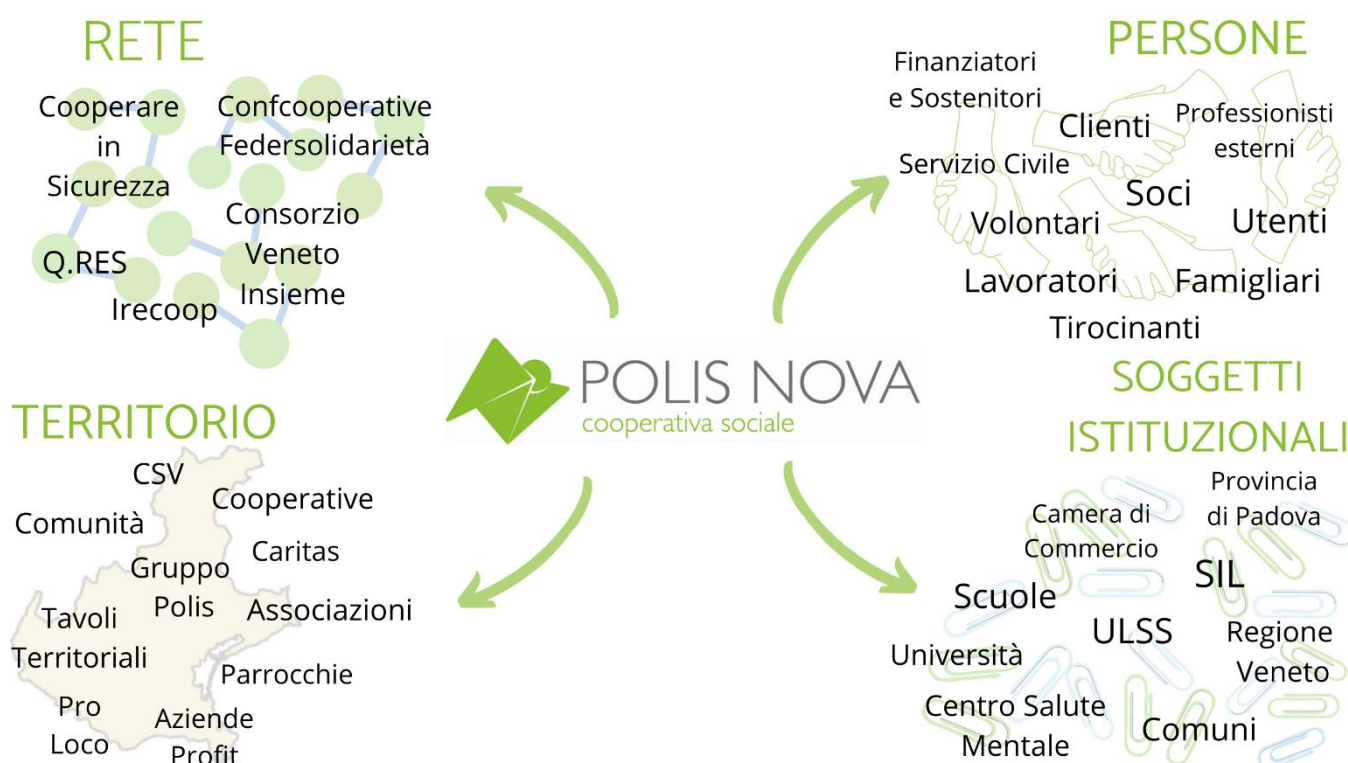 RETE
Cooperare
in
Sicurezza
Confcooperative
Federsolidarietà
Consorzio
Veneto
Insieme
Q.RES
Irecoop
PERSONE
Finanziatori
e Sostenitori
Clienti
Professionisti
esterni
Servizio Civile
Soci
Volontari
Utenti
Lavoratori
Famigliari
Tirocinanti
POLIS NOVA
cooperativa sociale
TERRITORIO
CSV
Cooperative
Comunità
Caritas
Gruppo
Polis
Associazioni
Tavoli
Territoriali
Parrocchie
Pro
Loco
Aziende
Profit
SOGGETTI
ISTITUZIONALI
Provincia
di Padova
Camera di
Commercio
SIL
Scuole
ULSS
Regione
Veneto
Università
Centro Salute
Mentale
Comuni